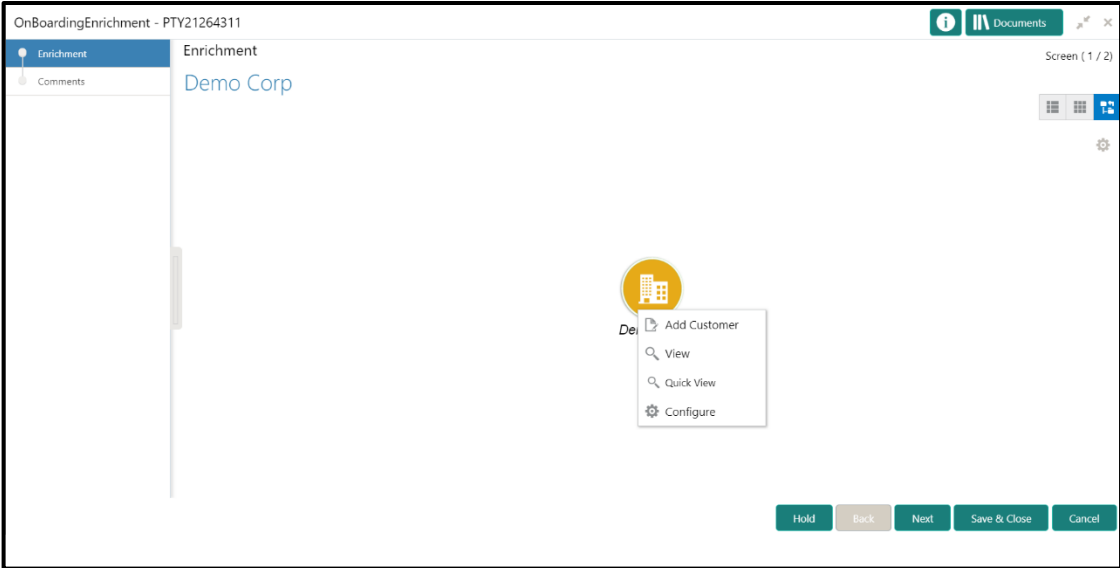 OnBoardingEnrichment - PTY21264311
Documents
Enrichment
Comments
Enrichment
Screen ( 1 / 2)
Demo Corp
Add Customer
View
Quick View
Configure
Hold
Back
Next
Save & Close
Cancel